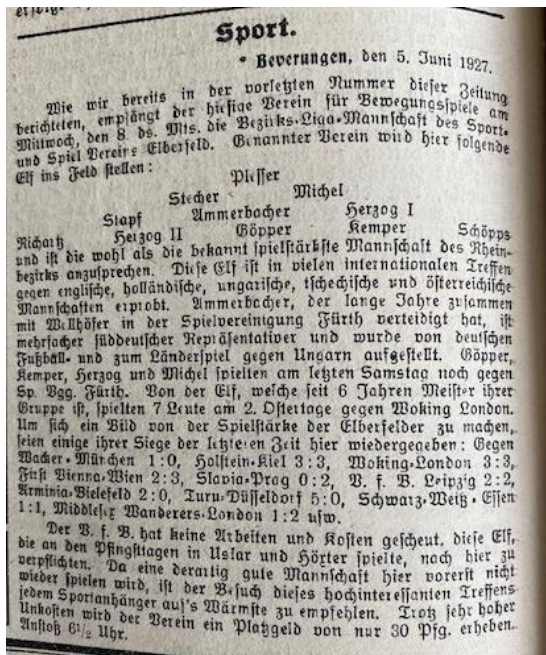 Sport.
* Beverungen, den 5. Juni 1927.
Wie wir bereits in der vorletzten Nummer dieser Zeitung
berichteten, empfängt der hiesige Verein für Bewegungsspiele am
Mittwoch, den 8 ds. Mts. die Bezirks-Liga-Mannschaft des Sport-
und Spiel Vereins Elberfeld. Genannter Verein wird hier folgende
Elf ins Feld stellen:
Plesser
Stecher Michel
Stapf Ammerbacher Herzog I
Richartz Herzog II Göpper Kemper Schöpps
und ist die wohl als die bekannt spielstärkste Mannschaft des Rhein-
bezirks anzusprechen. Diese Elf ist in vielen internationalen Treffen
gegen englische, holländische, ungarische, tschechische und österreichische
Mannschaften erprobt. Ammerbacher, der lange Jahre zusammen
mit Wellhöfer in der Spielvereinigung Fürth verteidigt hat, ist
mehrfacher süddeutscher Repräsentativer und wurde von deutschen
Fußball- und zum Länderspiel gegen Ungarn aufgestellt. Göpper,
Kemper, Herzog und Michel spielten am letzten Samstag noch gegen
Sp. Vgg. Fürth. Von der Elf, welche seit 6 Jahren Meister ihrer
Gruppe ist, spielten 7 Leute am 2. Ostertage gegen Woking London.
Um sich ein Bild von der Spielstärke der Elberfelder zu machen,
seien einige ihrer Siege der letzteren Zeit hier wiedergegeben: Gegen
Wacker-München 1:0, Holstein-Kiel 3:3, Woking-London 3:3,
First Vienna-Wien 2:3, Slavia-Prag 0:2, V. f. B. Leipzig 2:2,
Arminia-Bielefeld 2:0, Turu-Düsseldorf 5:0, Schwarz-Weiß-Essen
1:1, Middlesex Wanderers-London 1:2 usw.
Der V. f. B. hat keine Arbeiten und Kosten gescheut, diese Elf,
die an den Pfingsttagen in Uslar und Höxter spielte, nach hier zu
verpflichten. Da eine derartig gute Mannschaft hier vorerst nicht
wieder spielen wird, ist der Besuch dieses hochinteressanten Treffens
jedem Sportanhänger auf's Wärmste zu empfehlen. Trotz sehr hoher
Unkosten wird der Verein ein Platzgeld von nur 30 Pfg. erheben.
Anstoß 6½ Uhr.